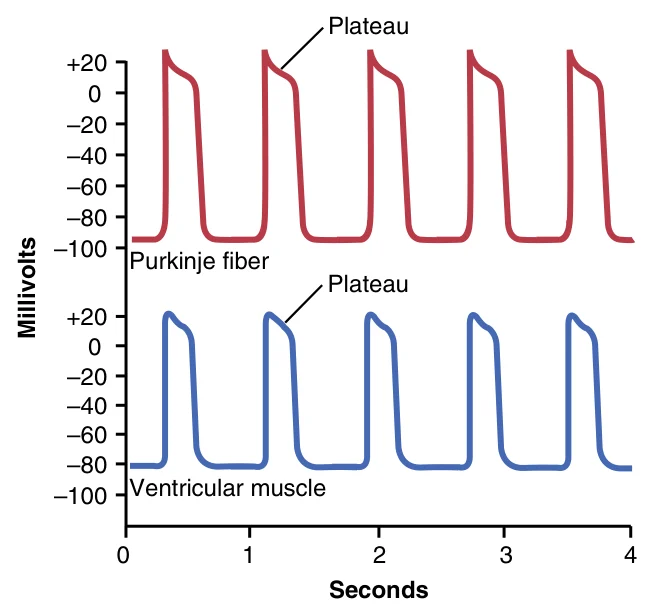 Plateau
+20
0
–20
–40
–60
–80
–100
Purkinje fiber
Plateau
Millivolts
+20
0
–20
–40
–60
–80
–100
Ventricular muscle
0 1 2 3 4
Seconds